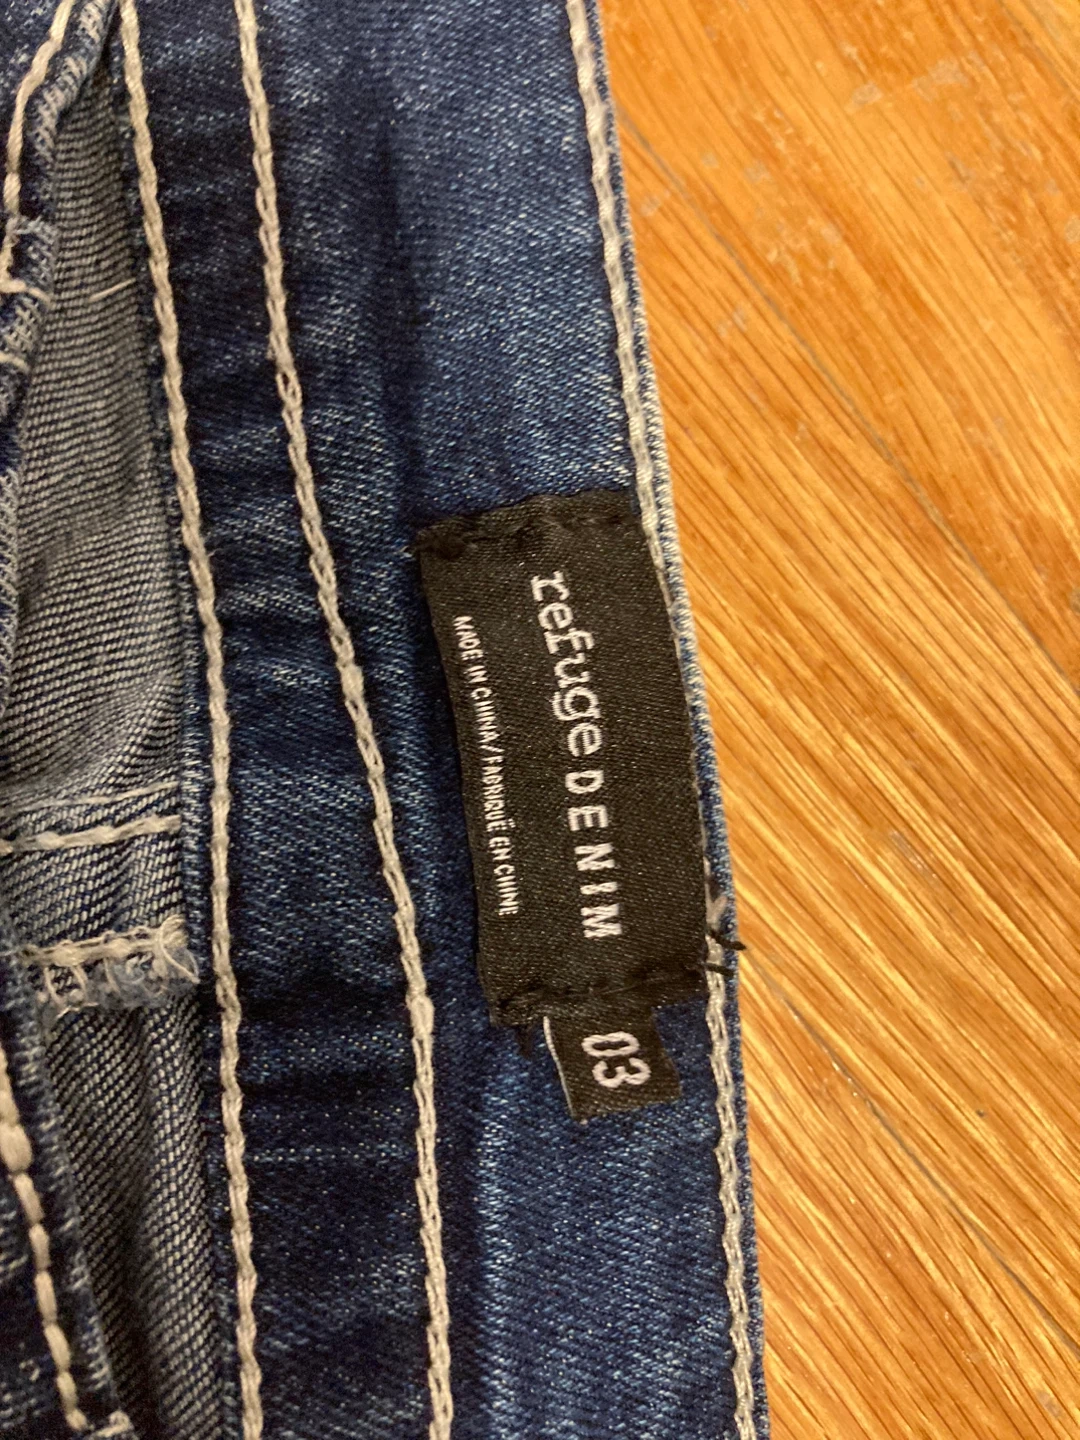 refuge DENIM
MADE IN CHINA/FABRIQUÉ EN CHINE
03